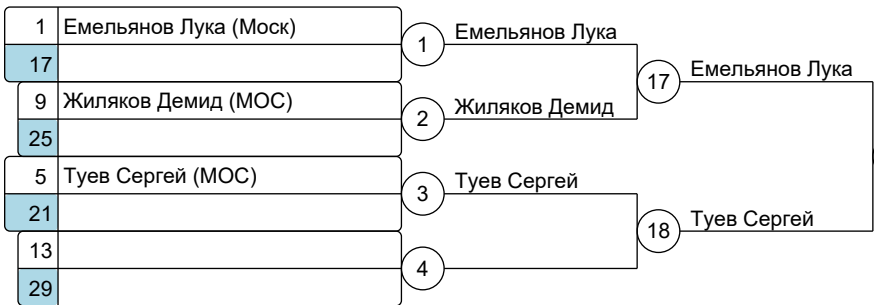 1 Емельянов Лука (Моск)
17
1 Емельянов Лука
9 Жиляков Демид (МОС)
25
2 Жиляков Демид
17 Емельянов Лука
5 Туев Сергей (МОС)
21
3 Туев Сергей
13
29
4
18 Туев Сергей